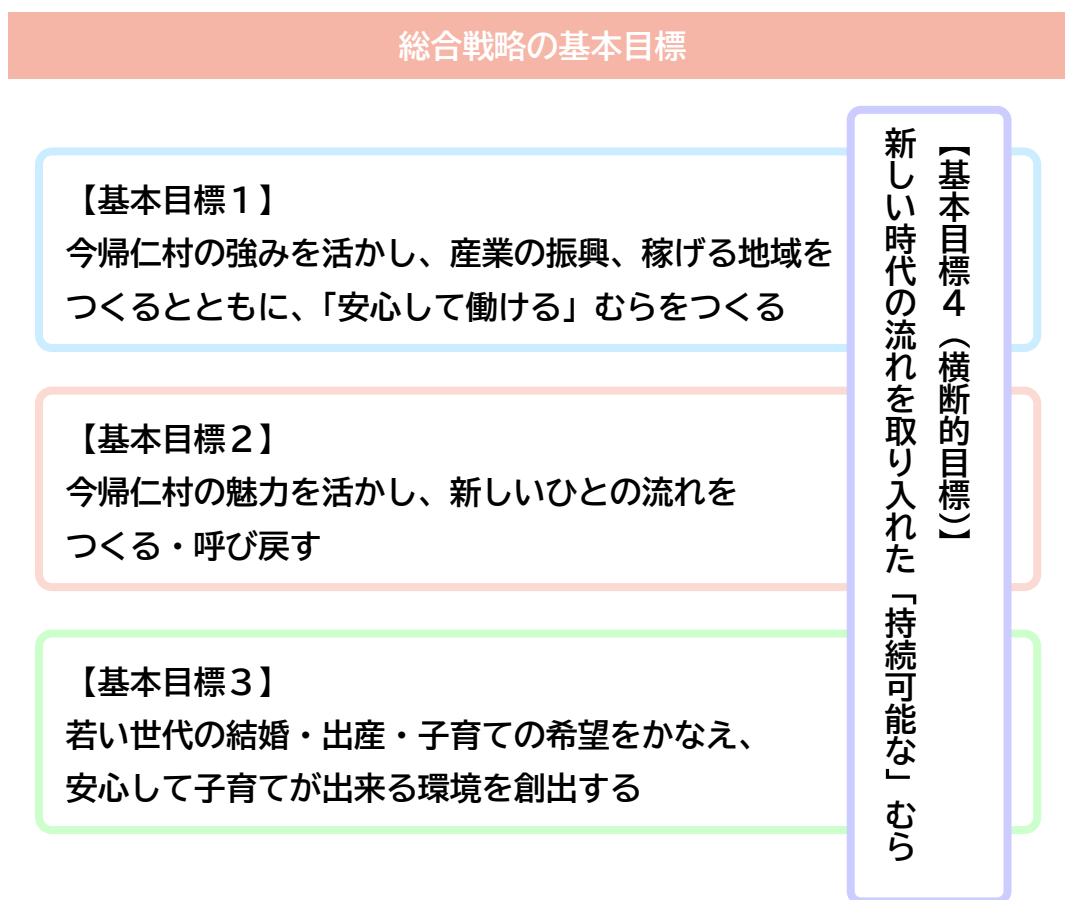 総合戦略の基本目標
【基本目標１】
今帰仁村の強みを活かし、産業の振興、稼げる地域を
つくるとともに、「安心して働ける」むらをつくる
【基本目標２】
今帰仁村の魅力を活かし、新しいひとの流れを
つくる・呼び戻す
【基本目標３】
若い世代の結婚・出産・子育ての希望をかなえ、
安心して子育てが出来る環境を創出する
【基本目標４（横断的目標）】
新しい時代の流れを取り入れた「持続可能な」むら